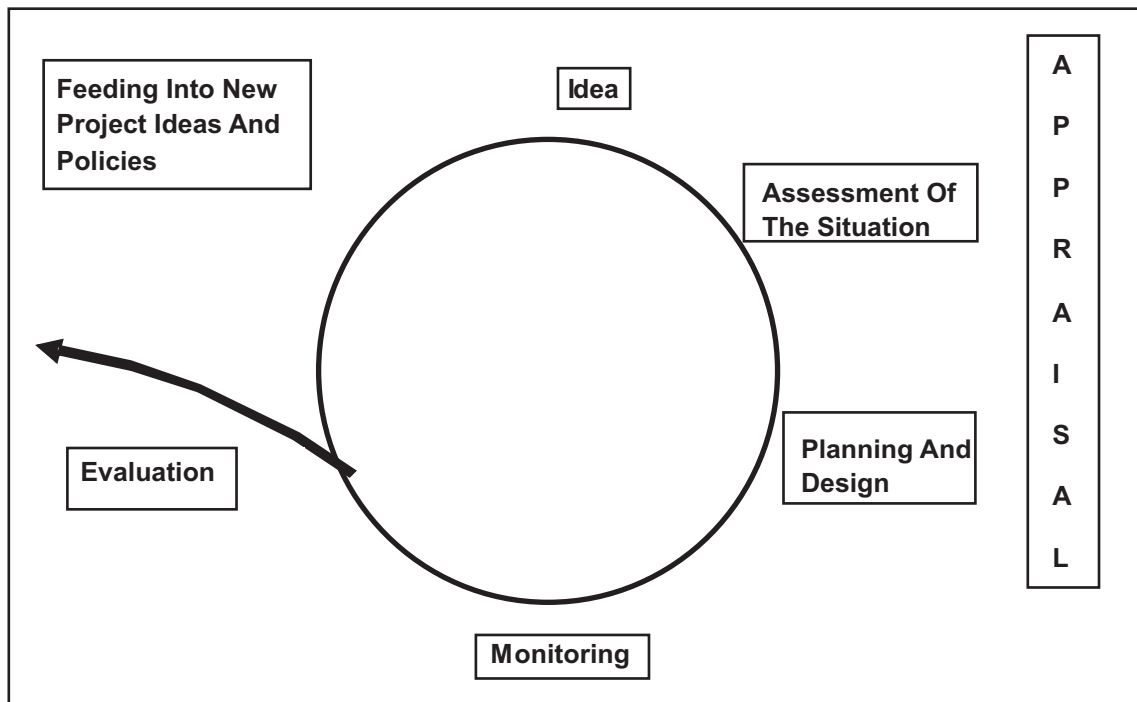 Feeding Into New
Project Ideas And
Policies
Idea
Assessment Of
The Situation
Planning And
Design
Monitoring
Evaluation
A
P
P
R
A
I
S
A
L